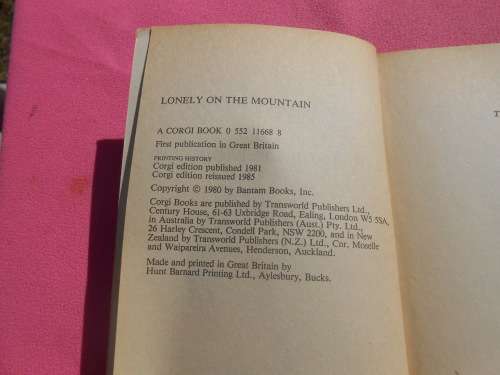 LONELY ON THE MOUNTAIN
A CORGI BOOK 0 552 11668 8
First publication in Great Britain
PRINTING HISTORY
Corgi edition published 1981
Corgi edition reissued 1985
Copyright © 1980 by Bantam Books, Inc.
Corgi Books are published by Transworld Publishers Ltd.,
Century House, 61-63 Uxbridge Road, Ealing, London W5 5SA,
in Australia by Transworld Publishers (Aust.) Pty. Ltd.,
26 Harley Crescent, Condell Park, NSW 2200, and in New
Zealand by Transworld Publishers (N.Z.) Ltd., Cnr. Moselle
and Waipareira Avenues, Henderson, Auckland.
Made and printed in Great Britain by
Hunt Barnard Printing Ltd., Aylesbury, Bucks.
T